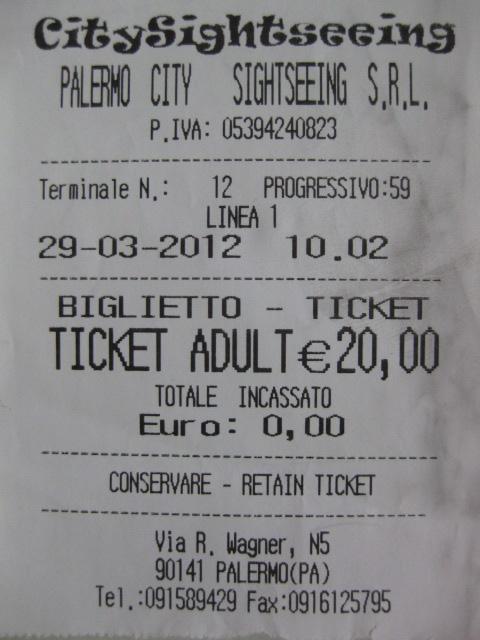 CitySightseeing
PALERMO CITY SIGHTSEEING S.R.L.
P.IVA: 05394240823
Terminale N.: 12 PROGRESSIVO:59
LINEA 1
29-03-2012 10.02
BIGLIETTO - TICKET
TICKET ADULT€20,00
TOTALE INCASSATO
Euro: 0,00
CONSERVARE - RETAIN TICKET
Via R. Wagner, N5
90141 PALERMO(PA)
Tel.:091589429 Fax:0916125795